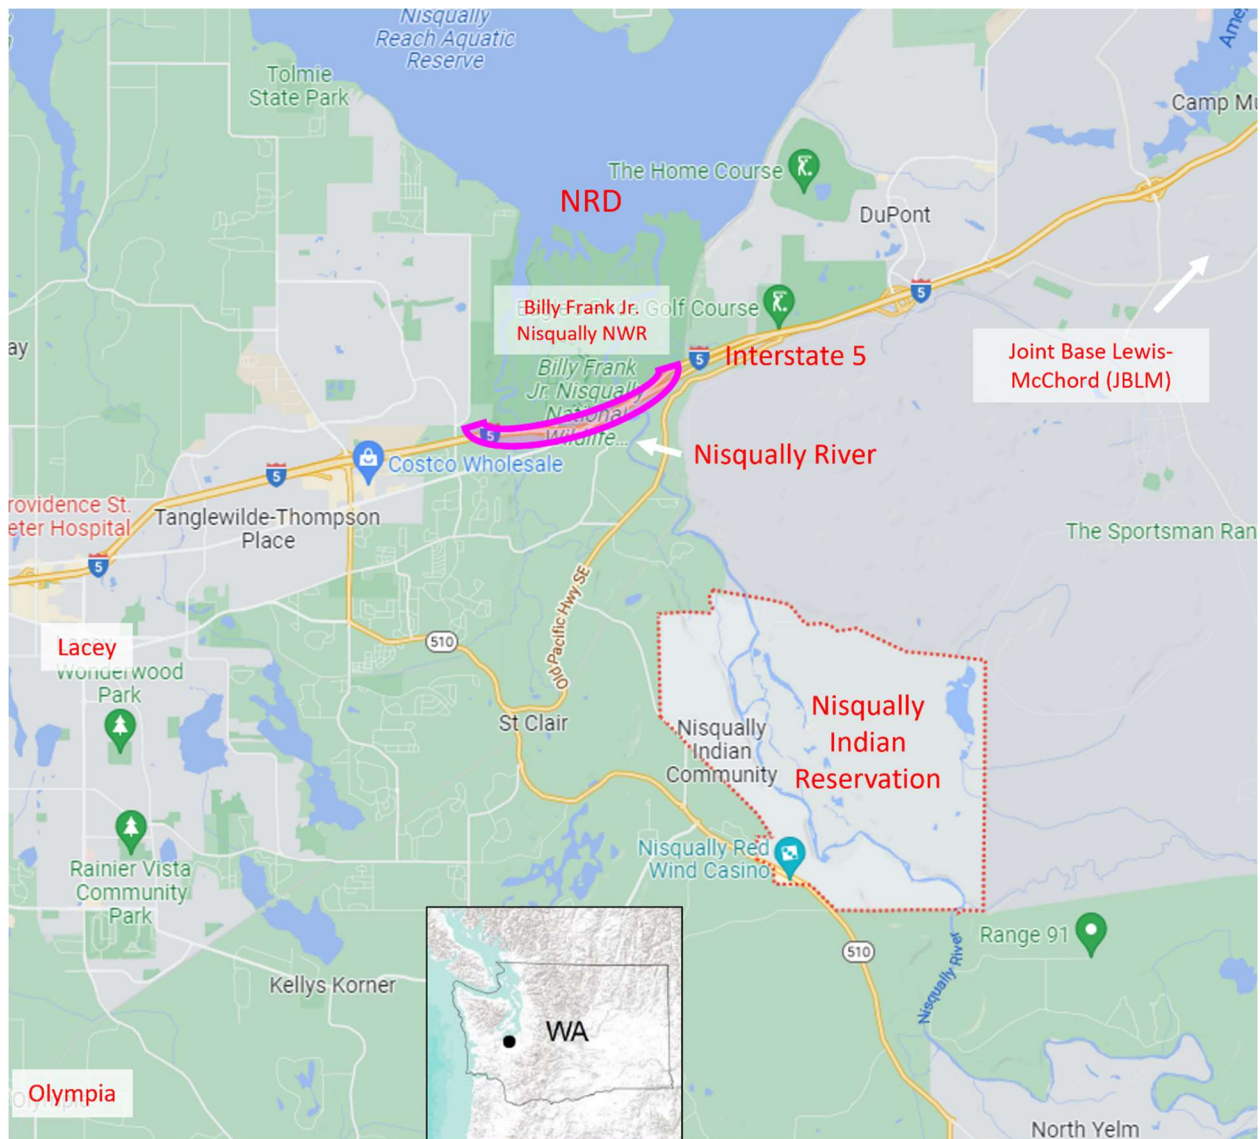 Nisqually
Reach Aquatic
Reserve
Tolmie
State Park
Camp
The Home Course
NRD
DuPont
5
Billy Frank Jr.
Nisqually NWR
Golf Course
5
Interstate 5
Joint Base Lewis-
McChord (JBLM)
Billy Frank
Jr. Nisqually
National
Wildlife...
5
Nisqually River
Costco Wholesale
5
rovidence St.
eter Hospital
Tanglewilde-Thompson
Place
The Sportsman Ran
5
Old Pacific Hwy SE
510
Lacey
Wonderwood
Park
St Clair
Nisqually
Indian
Community
Nisqually
Indian
Reservation
Nisqually Red
Wind Casino
Rainier Vista
Community
Park
Range 91
510
Nisqually River
Kellys Korner
WA
Olympia
North Yelm